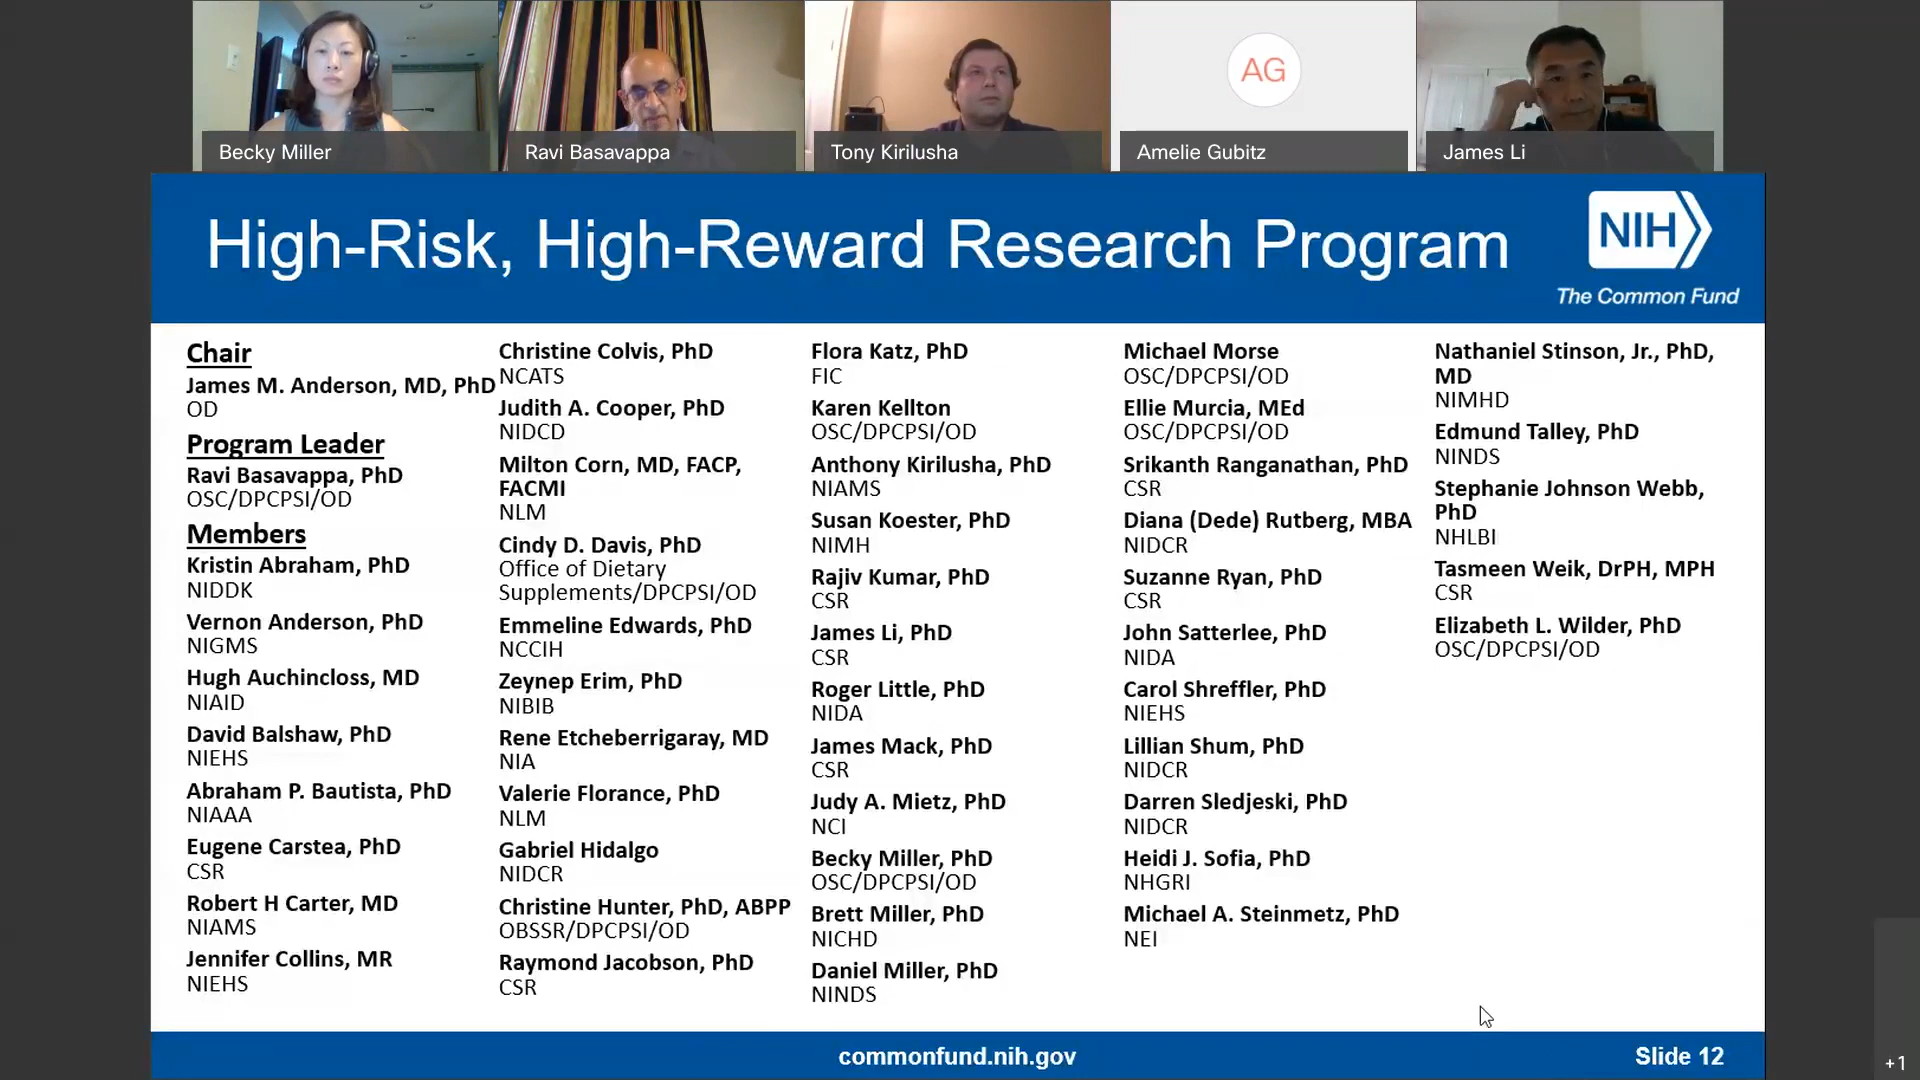 Becky Miller
Ravi Basavappa
Tony Kirilusha
AG
Amelie Gubitz
James Li
High-Risk, High-Reward Research Program
NIH
The Common Fund
Chair
James M. Anderson, MD, PhD
OD
Program Leader
Ravi Basavappa, PhD
OSC/DPCPSI/OD
Members
Kristin Abraham, PhD
NIDDK
Vernon Anderson, PhD
NIGMS
Hugh Auchincloss, MD
NIAID
David Balshaw, PhD
NIEHS
Abraham P. Bautista, PhD
NIAAA
Eugene Carstea, PhD
CSR
Robert H Carter, MD
NIAMS
Jennifer Collins, MR
NIEHS
Christine Colvis, PhD
NCATS
Judith A. Cooper, PhD
NIDCD
Milton Corn, MD, FACP,
FACMI
NLM
Cindy D. Davis, PhD
Office of Dietary
Supplements/DPCPSI/OD
Emmeline Edwards, PhD
NCCIH
Zeynep Erim, PhD
NIBIB
Rene Etcheberrigaray, MD
NIA
Valerie Florance, PhD
NLM
Gabriel Hidalgo
NIDCR
Christine Hunter, PhD, ABPP
OBSSR/DPCPSI/OD
Raymond Jacobson, PhD
CSR
Flora Katz, PhD
FIC
Karen Kellton
OSC/DPCPSI/OD
Anthony Kirilusha, PhD
NIAMS
Susan Koester, PhD
NIMH
Rajiv Kumar, PhD
CSR
James Li, PhD
CSR
Roger Little, PhD
NIDA
James Mack, PhD
CSR
Judy A. Mietz, PhD
NCI
Becky Miller, PhD
OSC/DPCPSI/OD
Brett Miller, PhD
NICHD
Daniel Miller, PhD
NINDS
Michael Morse
OSC/DPCPSI/OD
Ellie Murcia, MEd
OSC/DPCPSI/OD
Srikanth Ranganathan, PhD
CSR
Diana (Dede) Rutberg, MBA
NIDCR
Suzanne Ryan, PhD
CSR
John Satterlee, PhD
NIDA
Carol Shreffler, PhD
NIEHS
Lillian Shum, PhD
NIDCR
Darren Sledjeski, PhD
NIDCR
Heidi J. Sofia, PhD
NHGRI
Michael A. Steinmetz, PhD
NEI
Nathaniel Stinson, Jr., PhD,
MD
NIMHD
Edmund Talley, PhD
NINDS
Stephanie Johnson Webb,
PhD
NHLBI
Tasmeen Weik, DrPH, MPH
CSR
Elizabeth L. Wilder, PhD
OSC/DPCPSI/OD
commonfund.nih.gov
Slide 12
+1